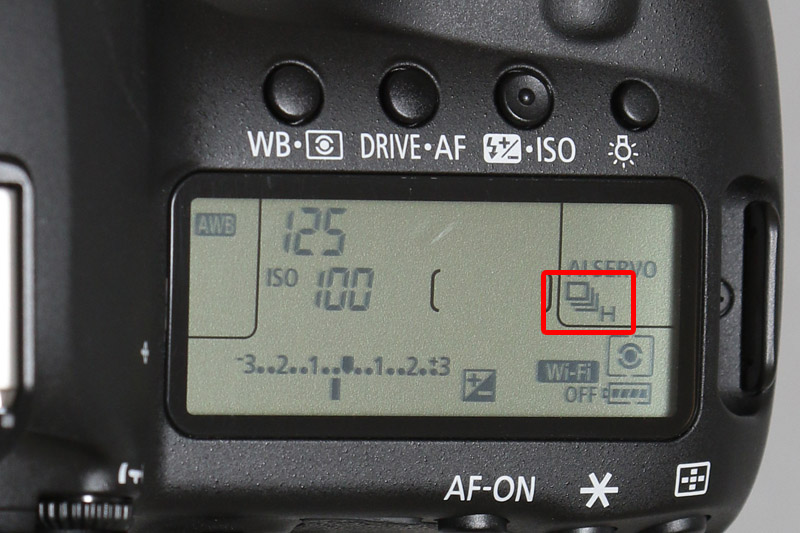 WB• DRIVE•AF •ISO
AWB 125
ISO 100
AI SERVO
H
-3..2..1..▮..1..2.+3
Wi-Fi
OFF
AF-ON